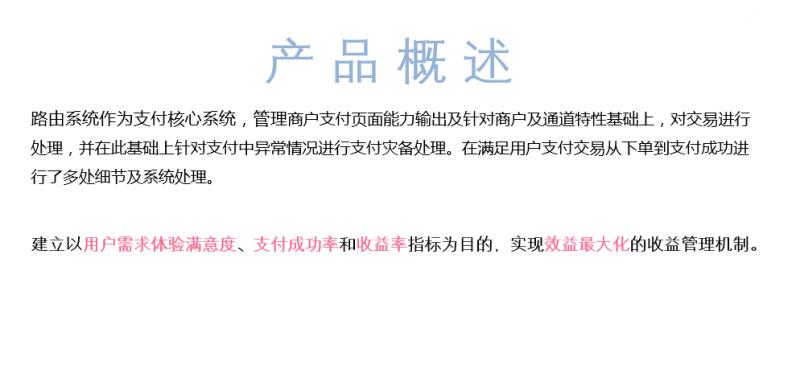 产品概述
路由系统作为支付核心系统，管理商户支付页面能力输出及针对商户及通道特性基础上，对交易进行
处理，并在此基础上针对支付中异常情况进行支付灾备处理。在满足用户支付交易从下单到支付成功进
行了多处细节及系统处理。
建立以用户需求体验满意度、支付成功率和收益率指标为目的，实现效益最大化的收益管理机制。